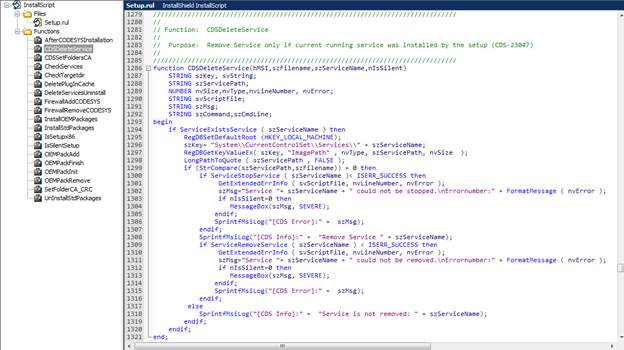 InstallScript
Files
Setup.rul
Functions
AfterCODESYSInstallation
CDSDeleteService
CDSSetFoldersCA
CheckServices
CheckTargetdir
DeletePlugInCache
DeleteServicesUninstall
FirewallAddCODESYS
FirewallRemoveCODESYS
InstallOEMPackages
InstallStdPackages
IsSetupx86
IsSilentSetup
OEMPackAdd
OEMPackFinish
OEMPackInit
OEMPackRemove
SetFolderCA_CRC
UnInstallStdPackages
Setup.rul InstallShield InstallScript
1279 ////////////////////////////////////////////////////////////////////////////
1280 //
1281 // Function: CDSDeleteService
1282 //
1283 // Purpose: Remove Service only if current running service was installed by the setup (CDS-23047)
1284 //
1285 ////////////////////////////////////////////////////////////////////////////
1286 function CDSDeleteService(hMSI,szFilename,szServiceName,nIsSilent)
1287 STRING szKey, svString;
1288 STRING szServicePath;
1289 NUMBER nvSize,nvType,nvLineNumber, nvError;
1290 STRING svScriptFile;
1291 STRING szMsg;
1292 STRING szCommand,szCmdLine;
1293 begin
1294 if ServiceExistsService ( szServiceName ) then
1295 RegDBSetDefaultRoot (HKEY_LOCAL_MACHINE);
1296 szKey= "System\\CurrentControlSet\\Services\\" + szServiceName;
1297 RegDBGetKeyValueEx( szKey, "ImagePath" , nvType, szServicePath, nvSize );
1298 LongPathToQuote ( szServicePath , FALSE );
1299 if (StrCompare(szServicePath,szFilename)) = 0 then
1300 if ServiceStopService ( szServiceName )< ISERR_SUCCESS then
1301 GetExtendedErrInfo ( svScriptFile, nvLineNumber, nvError );
1302 szMsg="Service "+ szServiceName + " could not be stopped.\nErrornumber:" + FormatMessage ( nvError );
1303 if nIsSilent=0 then
1304 MessageBox(szMsg, SEVERE);
1305 endif;
1306 SprintfMsiLog("[CDS Error]:" + szMsg);
1307 endif;
1308 SprintfMsiLog("[CDS Info]:" + "Remove Service " + szServiceName);
1309 if ServiceRemoveService ( szServiceName ) < ISERR_SUCCESS then
1310 GetExtendedErrInfo ( svScriptFile, nvLineNumber, nvError );
1311 szMsg="Service "+ szServiceName + " could not be removed.\nErrornumber:" + FormatMessage ( nvError );
1312 if nIsSilent=0 then
1313 MessageBox(szMsg, SEVERE);
1314 endif;
1315 SprintfMsiLog("[CDS Error]:" + szMsg);
1316 endif;
1317 else
1318 SprintfMsiLog("[CDS Info]:" + "Service is not removed: " + szServiceName);
1319 endif;
1320 endif;
1321 end;